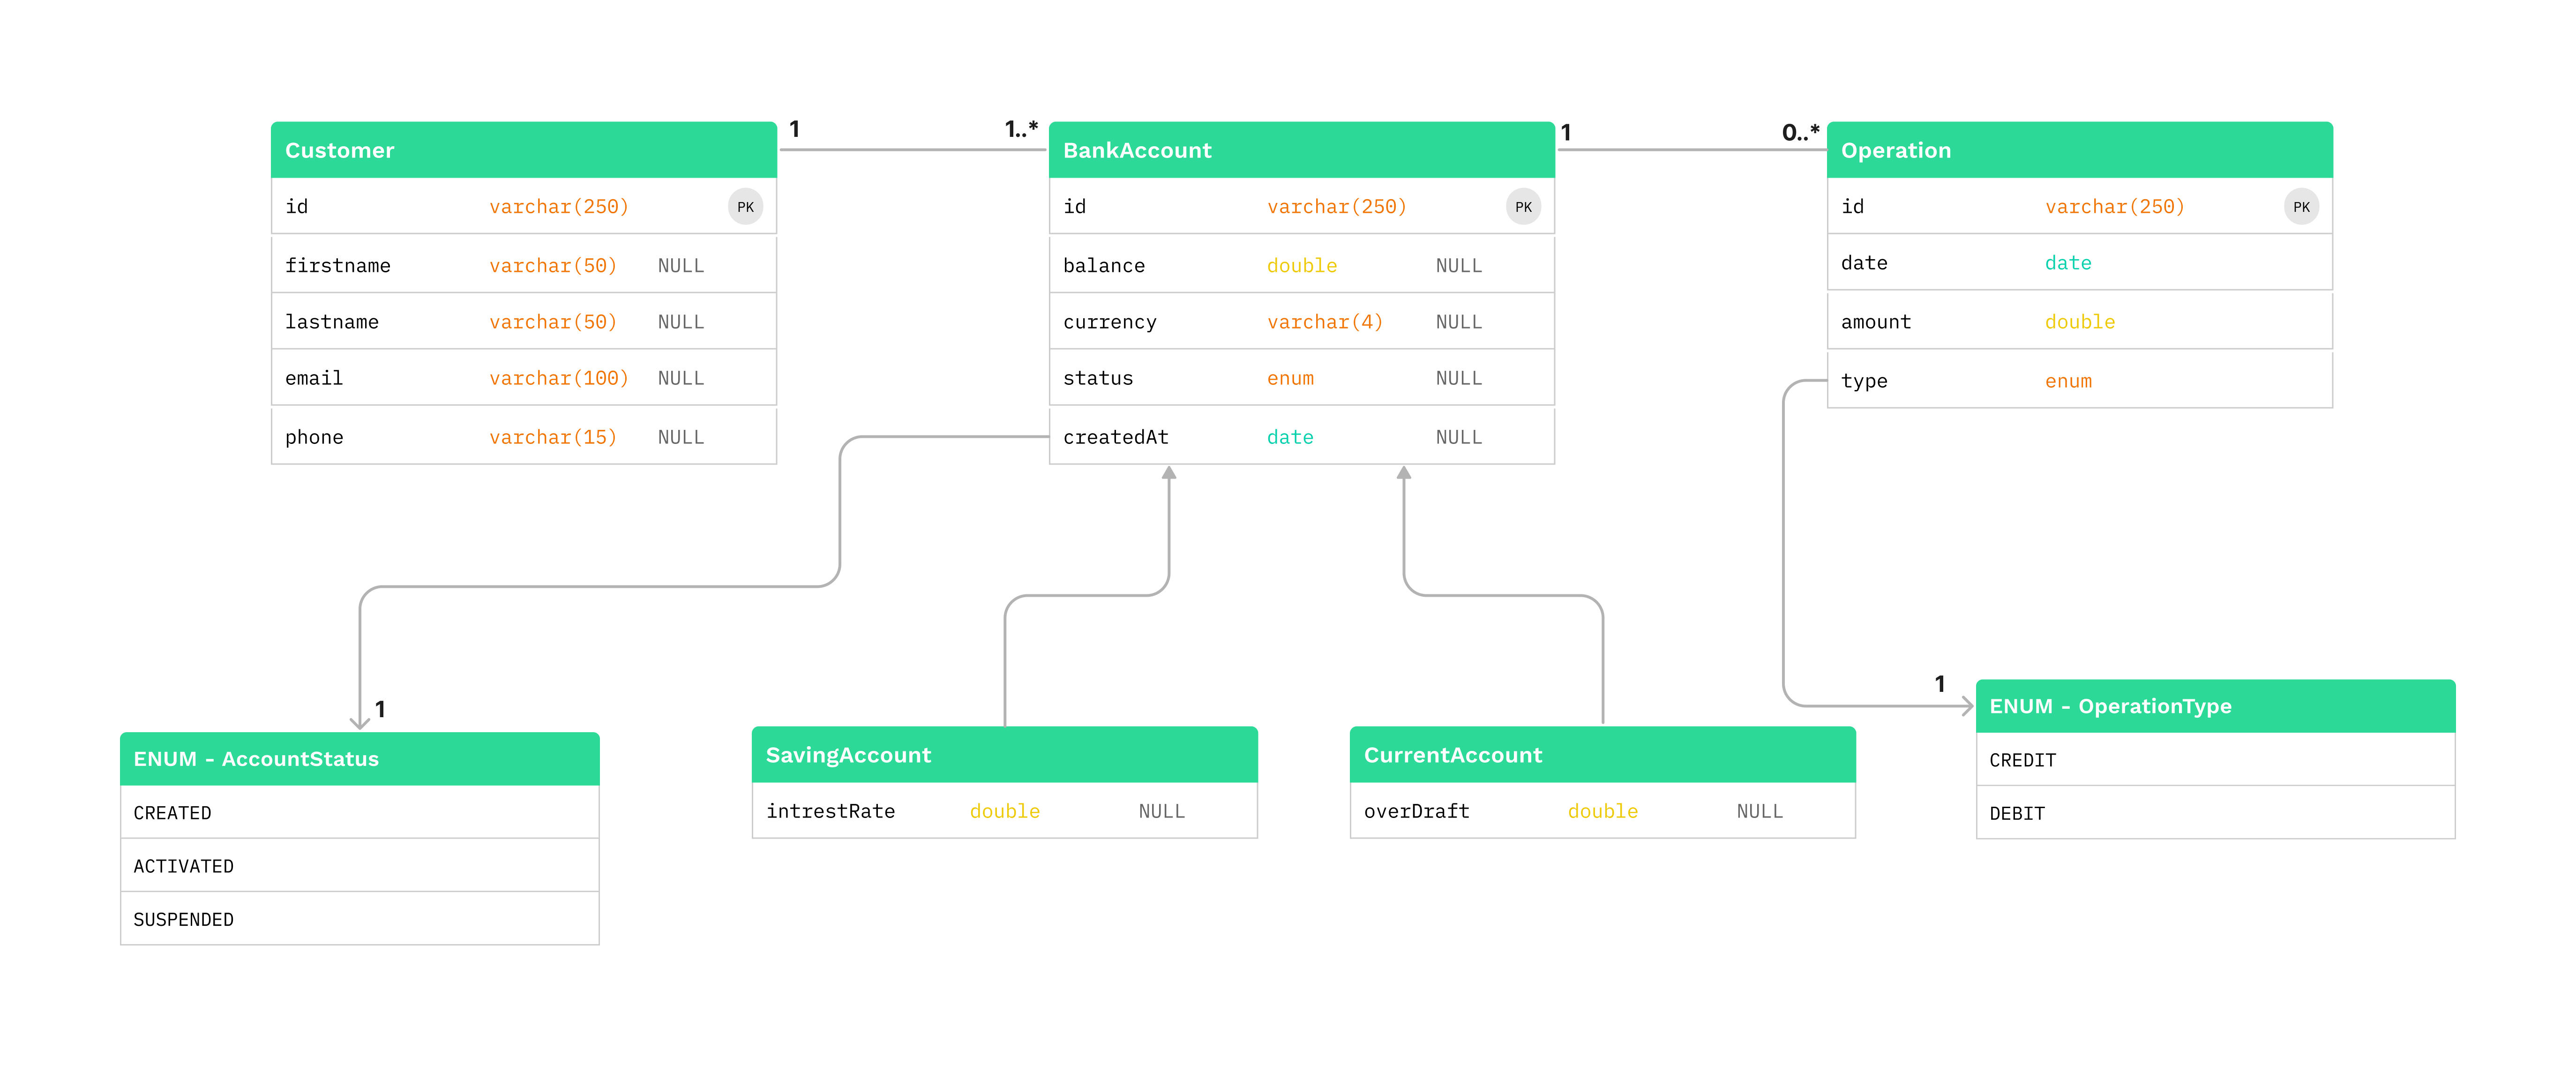 Customer
id varchar(250) PK
firstname varchar(50) NULL
lastname varchar(50) NULL
email varchar(100) NULL
phone varchar(15) NULL
1 1..*
BankAccount
id varchar(250) PK
balance double NULL
currency varchar(4) NULL
status enum NULL
createdAt date NULL
1 0..*
Operation
id varchar(250) PK
date date
amount double
type enum
1
ENUM - AccountStatus
CREATED
ACTIVATED
SUSPENDED
SavingAccount
intrestRate double NULL
CurrentAccount
overDraft double NULL
1
ENUM - OperationType
CREDIT
DEBIT